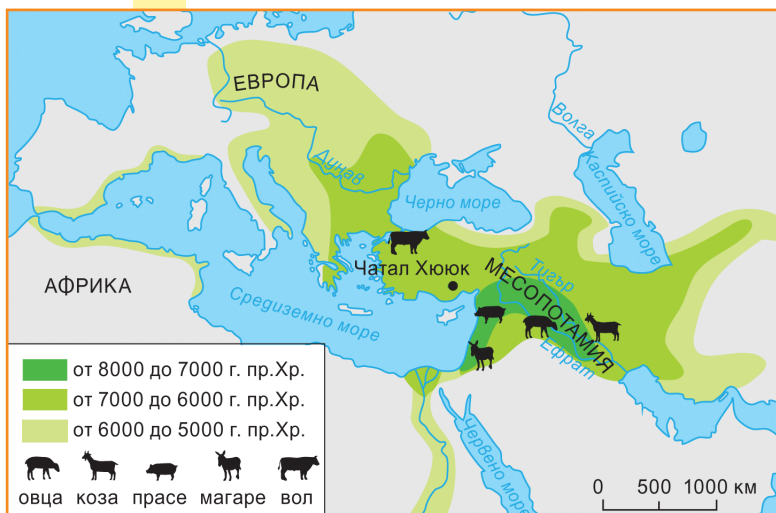 ЕВРОПА
Волга
Дунав
Каспийско море
Черно море
Чатал Хююк
АФРИКА
Тигър
МЕСОПОТАМИЯ
Средиземно море
Ефрат
от 8000 до 7000 г. пр.Хр.
от 7000 до 6000 г. пр.Хр.
от 6000 до 5000 г. пр.Хр.
Червено море
овца коза прасе магаре вол
0 500 1000 км